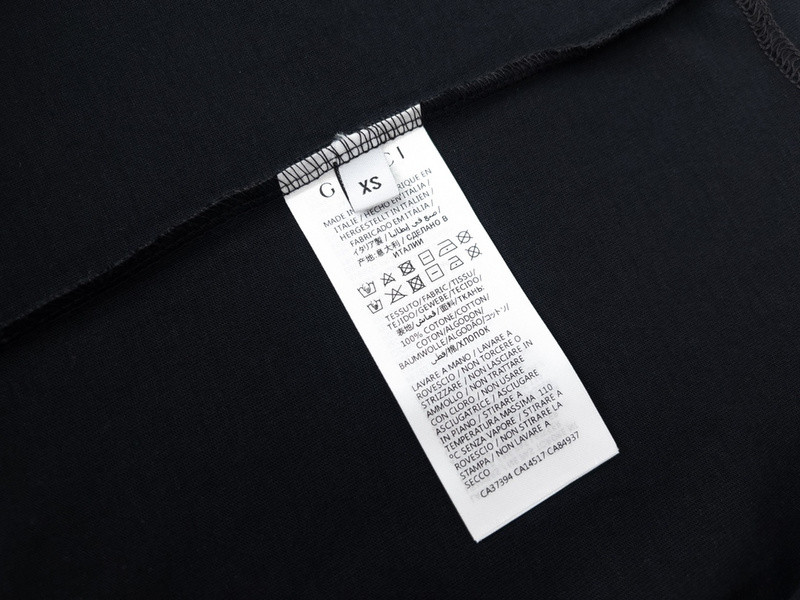 G CI
XS
MADE IN RIQUE EN
ITALIE / HECHO EN ITALIA /
HERGESTELLT IN ITALIEN /
FABRICADO EM ITALIA /
イタリア製 / صنع في إيطاليا /
产地:意大利 / СДЕЛАНО В
ИТАЛИИ
TESSUTO/FABRIC/TISSU/
TEJIDO/GEWEBE/TECIDO/
表地/قماش/面料/ТКАНЬ:
100% COTONE/COTTON/
COTON/ALGODON/
BAUMWOLLE/ALGODÃO/コットン/
قطن/棉/ХЛОПОК
LAVARE A MANO / LAVARE A
ROVESCIO / NON TORCERE O
STRIZZARE / NON LASCIARE IN
AMMOLLO / NON TRATTARE
CON CLORO / NON USARE
ASCIUGATRICE / ASCIUGARE
IN PIANO / STIRARE A
TEMPERATURA MASSIMA 110
°C SENZA VAPORE / STIRARE A
ROVESCIO / NON STIRARE LA
STAMPA / NON LAVARE A
SECCO
CA37394 CA14517 CA84937